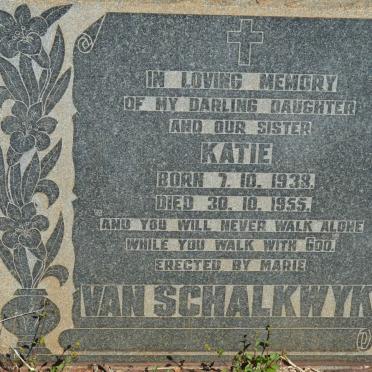 IN LOVING MEMORY
OF MY DARLING DAUGHTER
AND OUR SISTER
KATIE
BORN 7. 10. 1939.
DIED 30. 10. 1955.
AND YOU WILL NEVER WALK ALONE
WHILE YOU WALK WITH GOD.
ERECTED BY MARIE
VAN SCHALKWYK